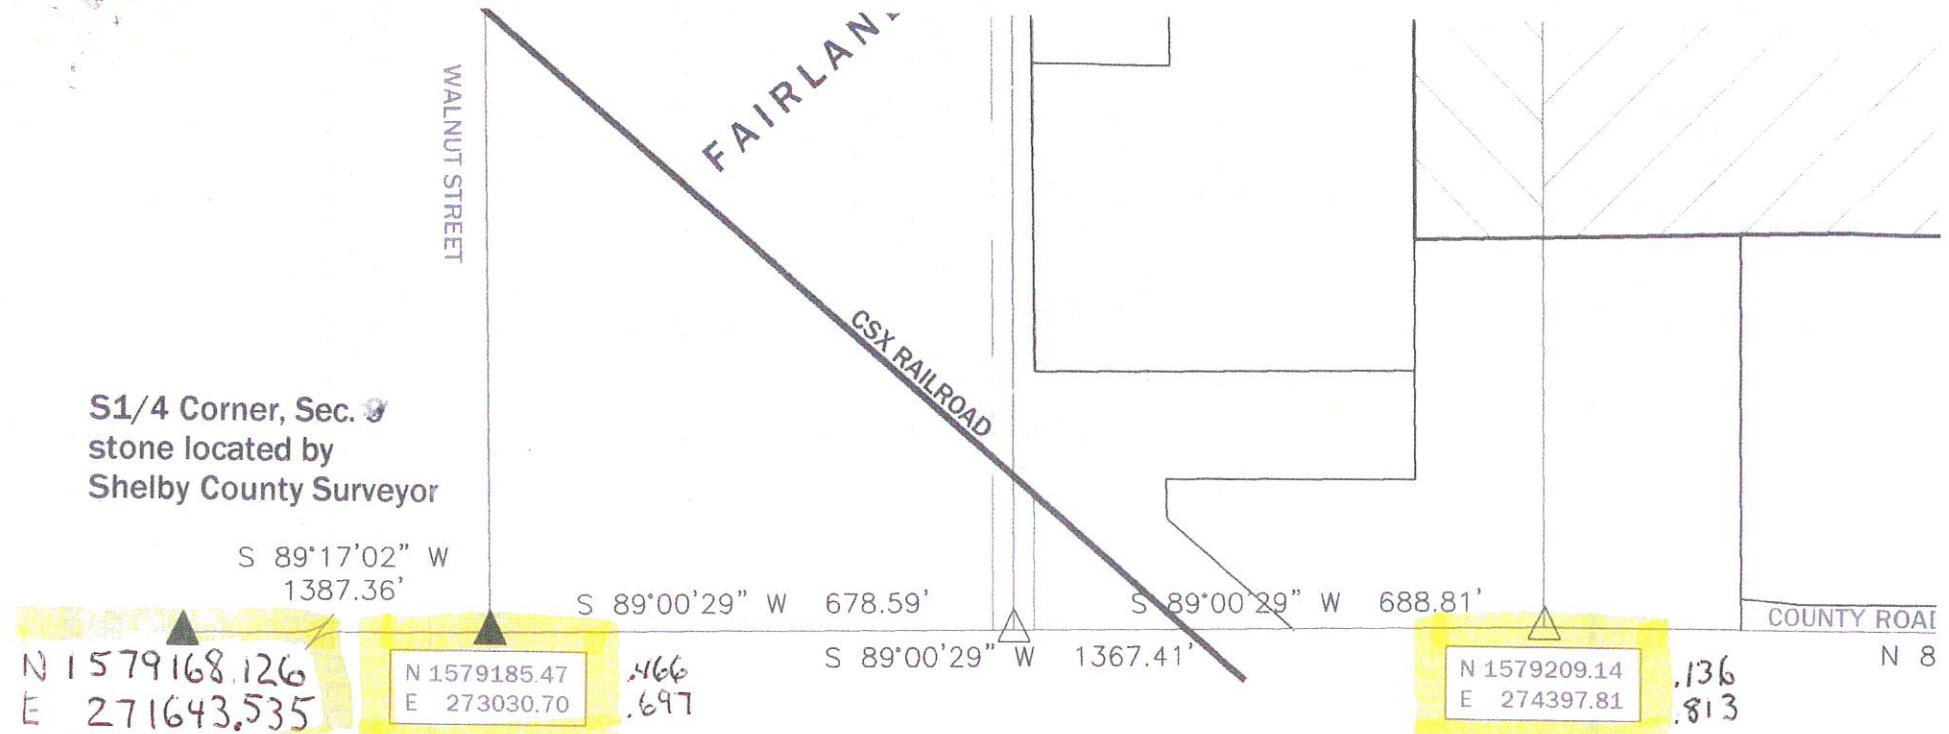 FAIRLAN
WALNUT STREET
CSX RAILROAD
S1/4 Corner, Sec.
stone located by
Shelby County Surveyor
S 89°17'02" W
1387.36'
S 89°00'29" W 678.59'
S 89°00'29" W 688.81'
COUNTY ROAD
S 89°00'29" W 1367.41'
N 8
N 1579168.126
E 271643.535
N 1579185.47 .466
E 273030.70 .697
N 1579209.14 .136
E 274397.81 .813